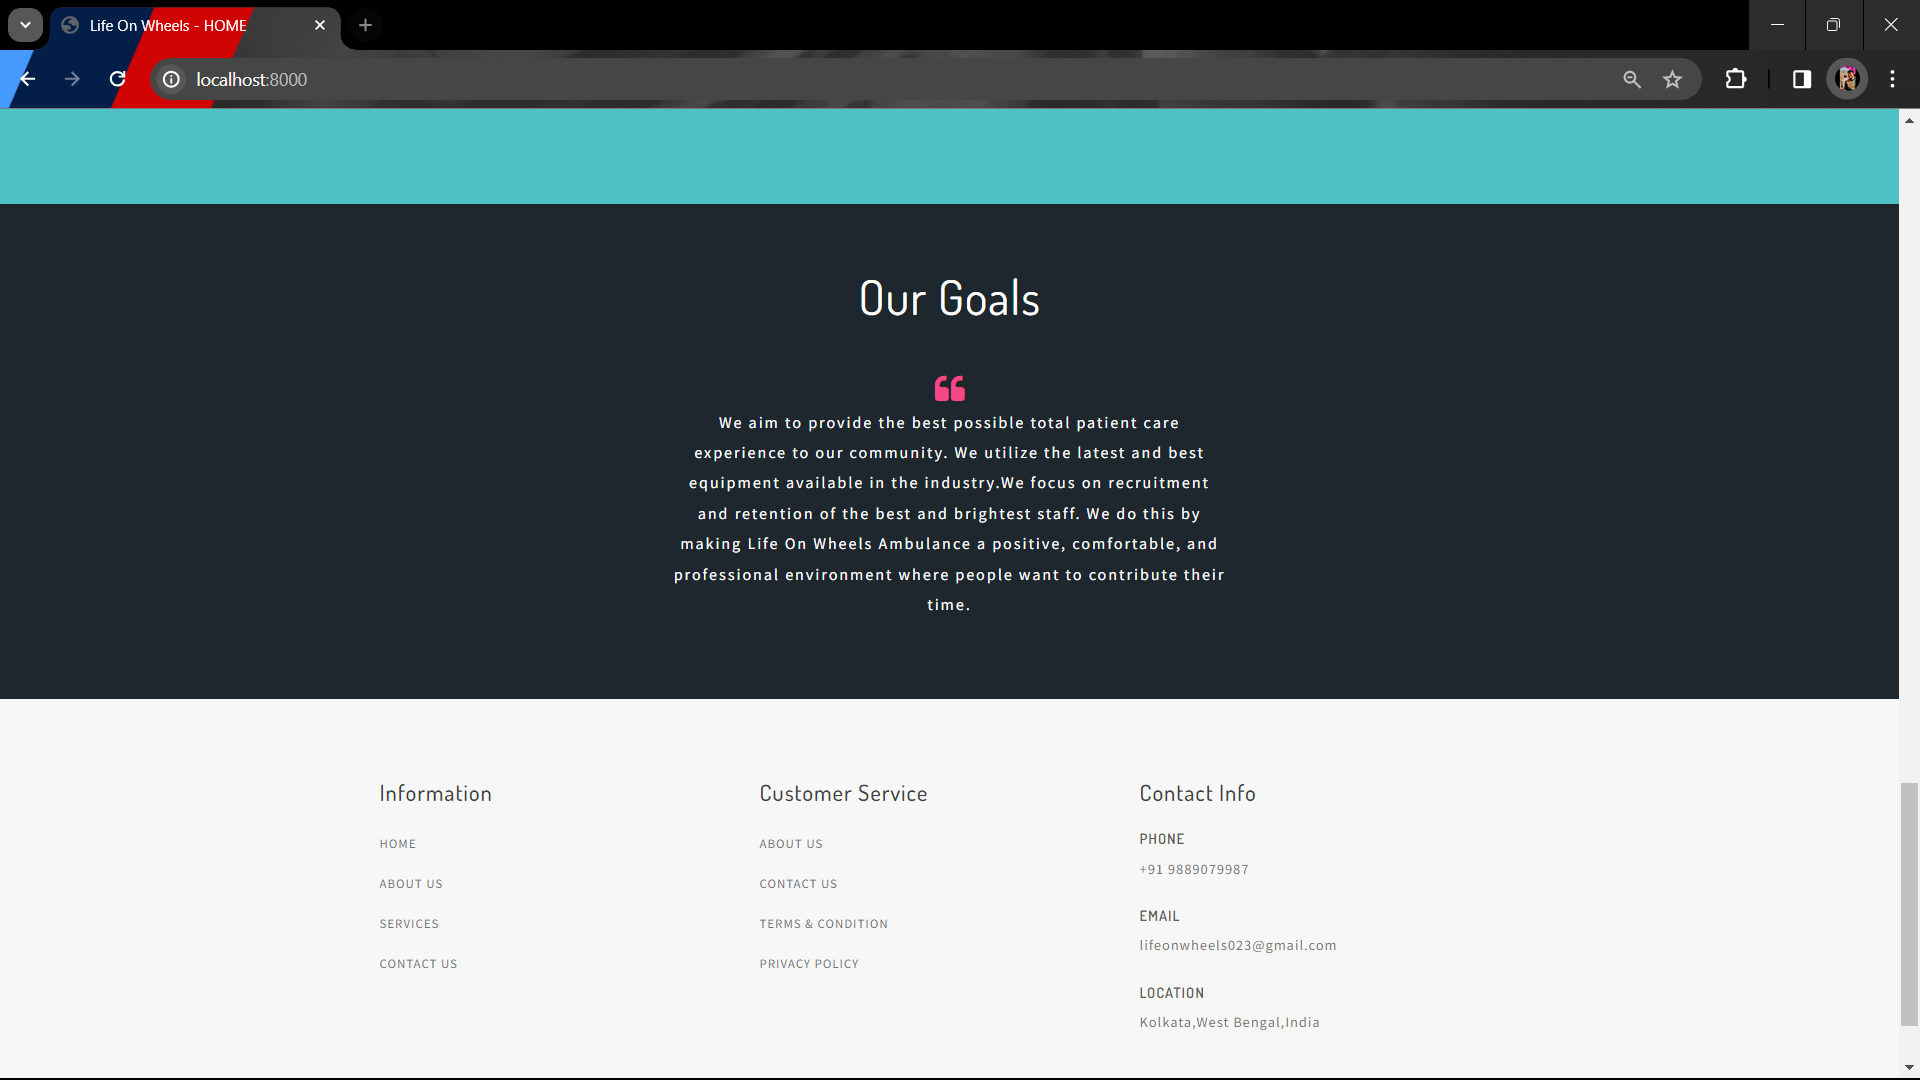 Life On Wheels - HOME
localhost:8000
Our Goals
We aim to provide the best possible total patient care
experience to our community. We utilize the latest and best
equipment available in the industry.We focus on recruitment
and retention of the best and brightest staff. We do this by
making Life On Wheels Ambulance a positive, comfortable, and
professional environment where people want to contribute their
time.
Information
HOME
ABOUT US
SERVICES
CONTACT US
Customer Service
ABOUT US
CONTACT US
TERMS & CONDITION
PRIVACY POLICY
Contact Info
PHONE
+91 9889079987
EMAIL
lifeonwheels023@gmail.com
LOCATION
Kolkata,West Bengal,India